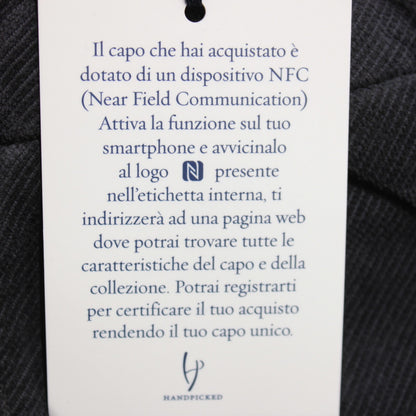 Il capo che hai acquistato è
dotato di un dispositivo NFC
(Near Field Communication)
Attiva la funzione sul tuo
smartphone e avvicinalo
al logo N presente
nell'etichetta interna, ti
indirizzerà ad una pagina web
dove potrai trovare tutte le
caratteristiche del capo e della
collezione. Potrai registrarti
per certificare il tuo acquisto
rendendo il tuo capo unico.
HANDPICKED